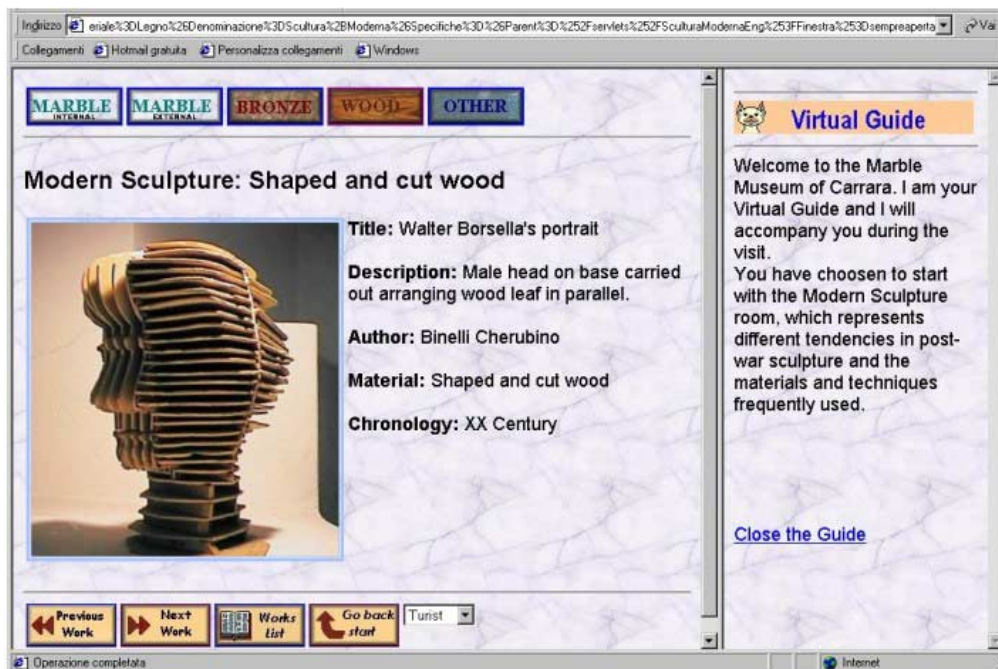 Indirizzo eriale%3DLegno%26Denominazione%3DScultura%2BModerna%26Specifiche%3D%26Parent%3D%252Fservlets%252FSculturaModernaEng%253FFinestra%253Dsempreaperta Vai
Collegamenti Hotmail gratuita Personalizza collegamenti Windows
MARBLE INTERNAL MARBLE EXTERNAL BRONZE WOOD OTHER
Modern Sculpture: Shaped and cut wood
Title: Walter Borsella's portrait
Description: Male head on base carried
out arranging wood leaf in parallel.
Author: Binelli Cherubino
Material: Shaped and cut wood
Chronology: XX Century
Previous Work
Next Work
Works List
Go back start
Turist
Virtual Guide
Welcome to the Marble
Museum of Carrara. I am your
Virtual Guide and I will
accompany you during the
visit.
You have choosen to start
with the Modern Sculpture
room, which represents
different tendencies in post-
war sculpture and the
materials and techniques
frequently used.
Close the Guide
Operazione completata Internet